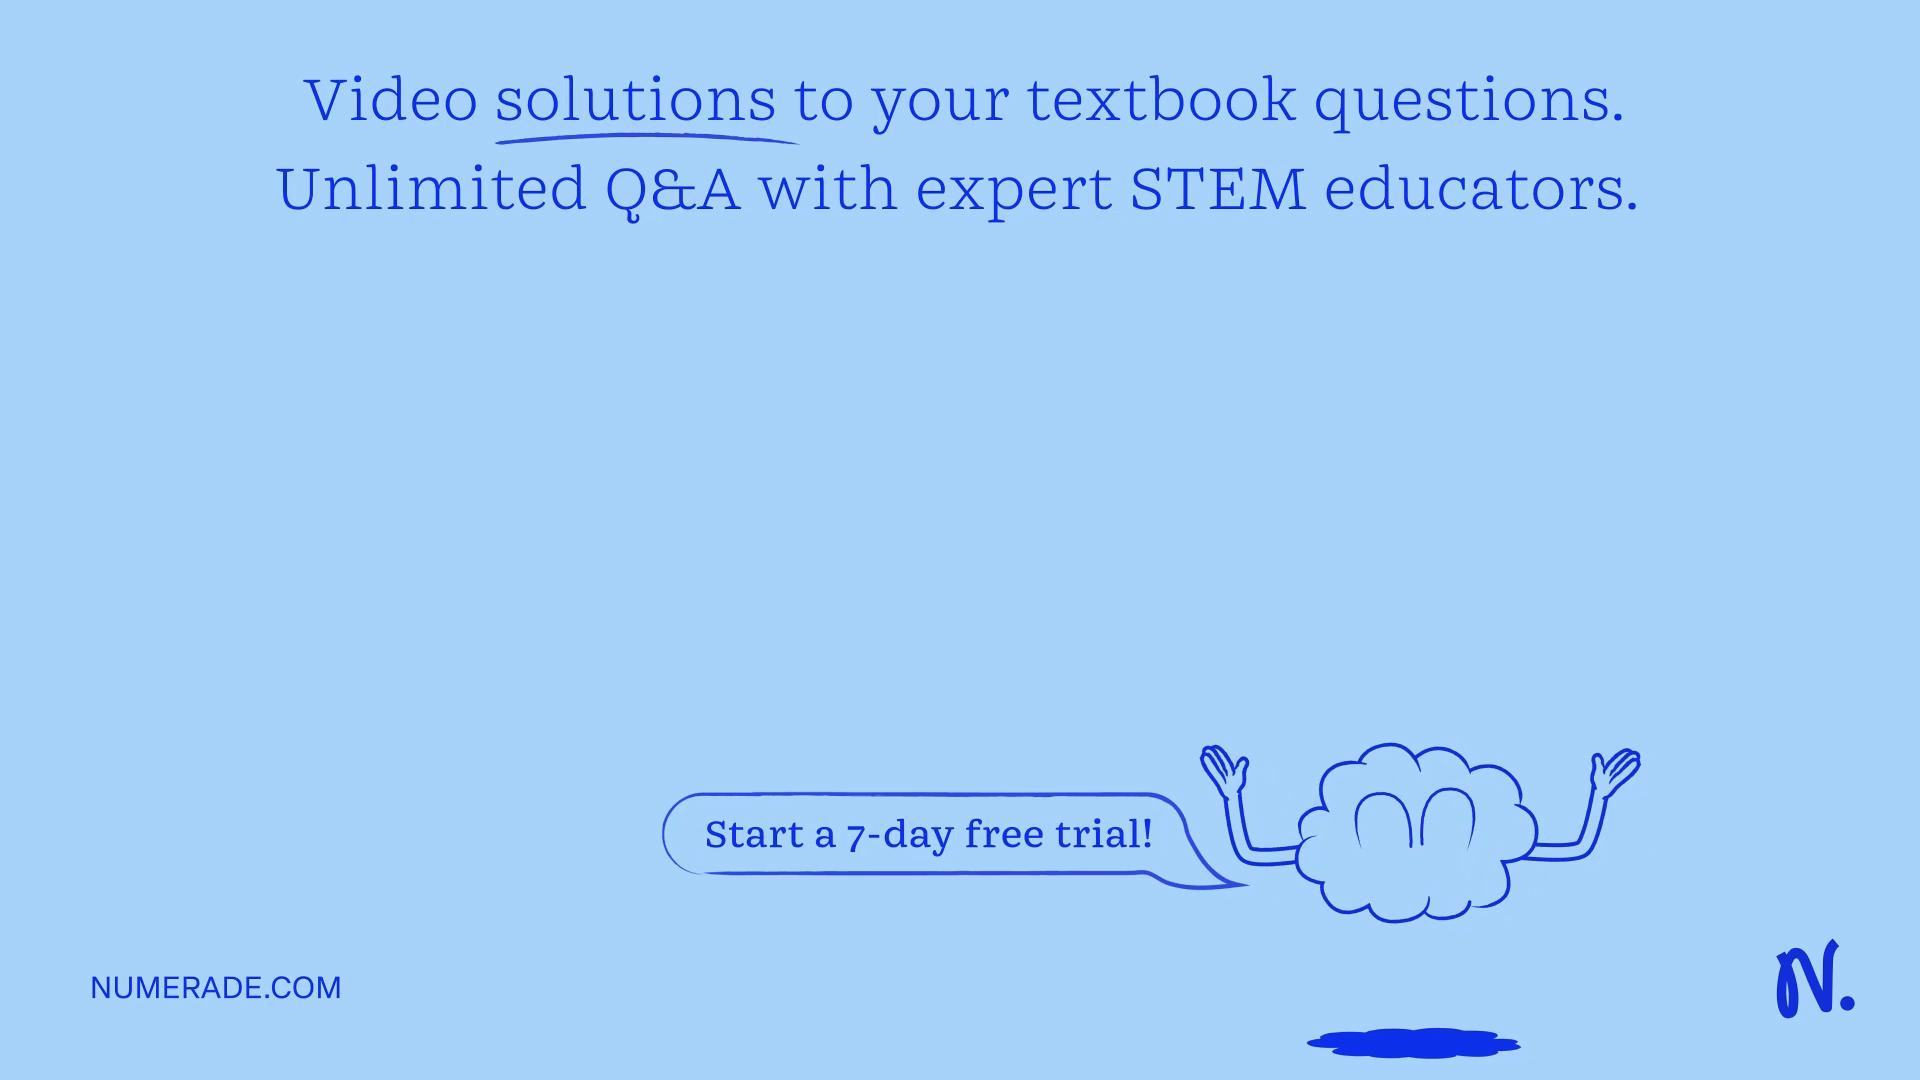 Video solutions to your textbook questions.
Unlimited Q&A with expert STEM educators.
Start a 7-day free trial!
NUMERADE.COM
N.